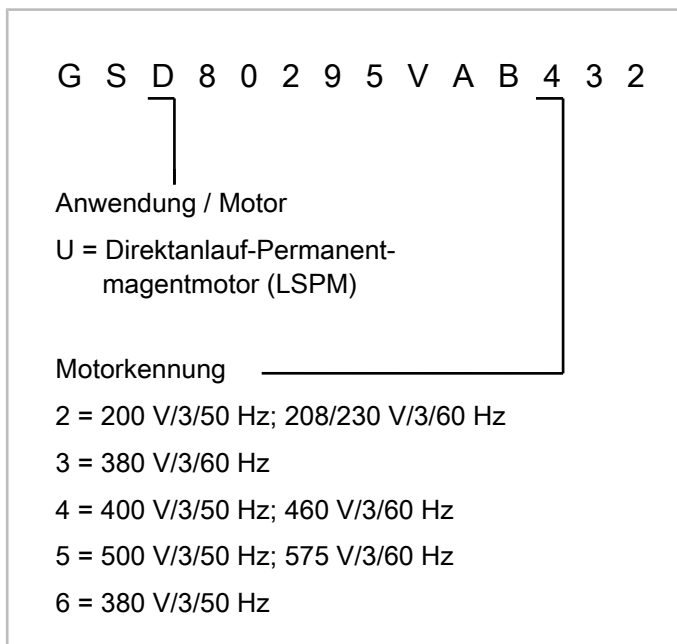 G S D 8 0 2 9 5 V A B 4 3 2
Anwendung / Motor
U = Direktanlauf-Permanent-
magentmotor (LSPM)
Motorkennung
2 = 200 V/3/50 Hz; 208/230 V/3/60 Hz
3 = 380 V/3/60 Hz
4 = 400 V/3/50 Hz; 460 V/3/60 Hz
5 = 500 V/3/50 Hz; 575 V/3/60 Hz
6 = 380 V/3/50 Hz